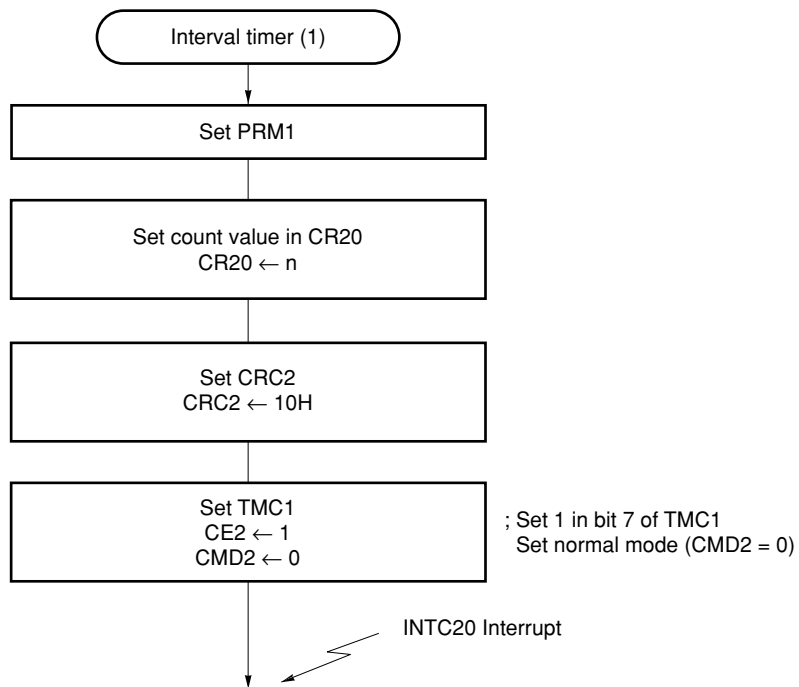 Interval timer (1)
Set PRM1
Set count value in CR20
CR20 ← n
Set CRC2
CRC2 ← 10H
Set TMC1
CE2 ← 1
CMD2 ← 0
; Set 1 in bit 7 of TMC1
Set normal mode (CMD2 = 0)
INTC20 Interrupt